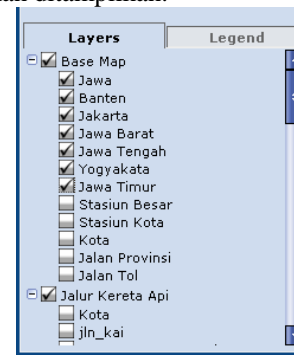 Layers Legend
Base Map
Jawa
Banten
Jakarta
Jawa Barat
Jawa Tengah
Yogyakata
Jawa Timur
Stasiun Besar
Stasiun Kota
Kota
Jalan Provinsi
Jalan Tol
Jalur Kereta Api
Kota
jln_kai